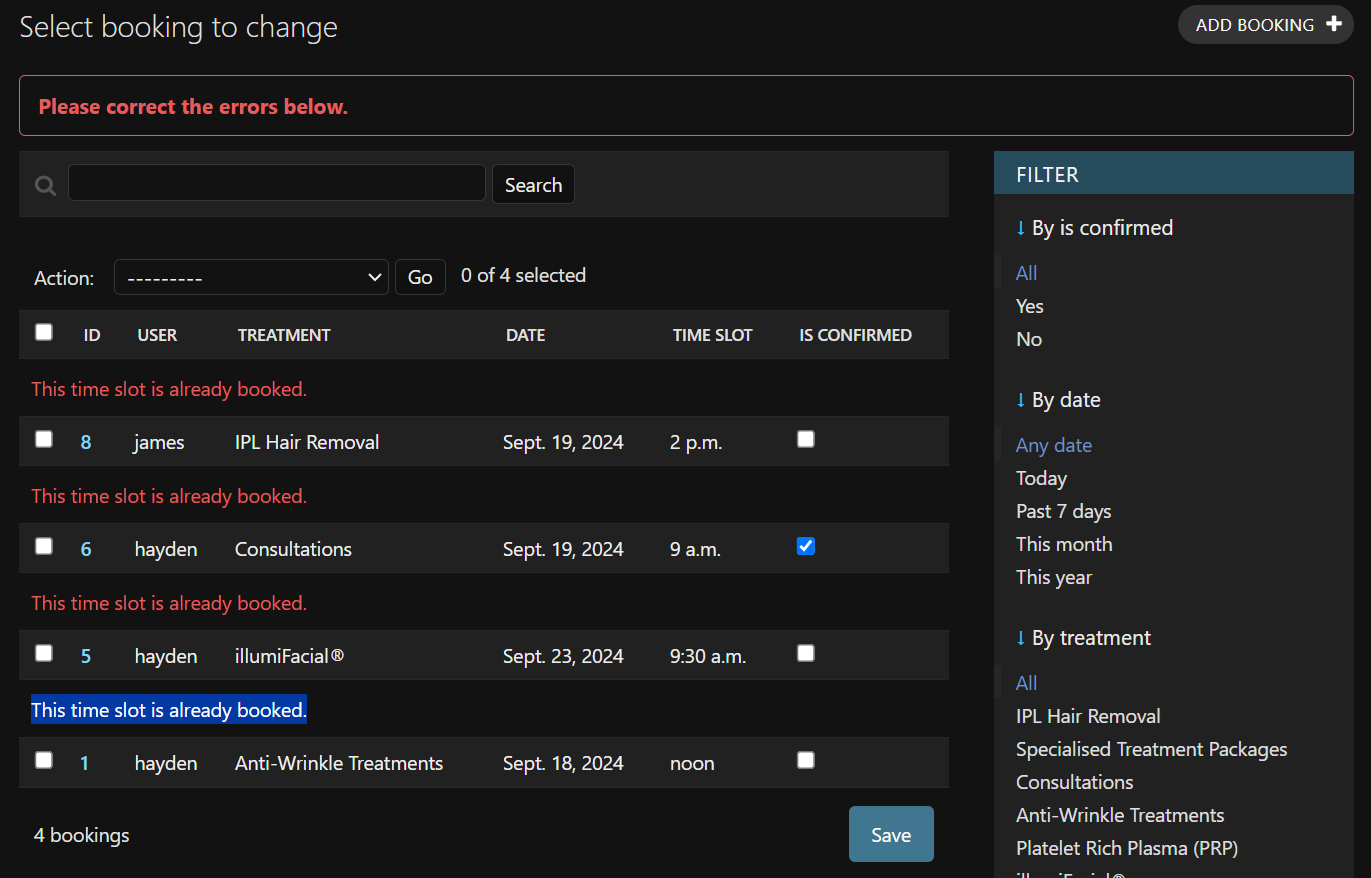 Select booking to change
ADD BOOKING
Please correct the errors below.
Search
Action: --------- Go 0 of 4 selected
ID USER TREATMENT DATE TIME SLOT IS CONFIRMED
This time slot is already booked.
8 james IPL Hair Removal Sept. 19, 2024 2 p.m.
This time slot is already booked.
6 hayden Consultations Sept. 19, 2024 9 a.m.
This time slot is already booked.
5 hayden illumiFacial® Sept. 23, 2024 9:30 a.m.
This time slot is already booked.
1 hayden Anti-Wrinkle Treatments Sept. 18, 2024 noon
4 bookings
Save
FILTER
↓ By is confirmed
All
Yes
No
↓ By date
Any date
Today
Past 7 days
This month
This year
↓ By treatment
All
IPL Hair Removal
Specialised Treatment Packages
Consultations
Anti-Wrinkle Treatments
Platelet Rich Plasma (PRP)
illumiFacial®